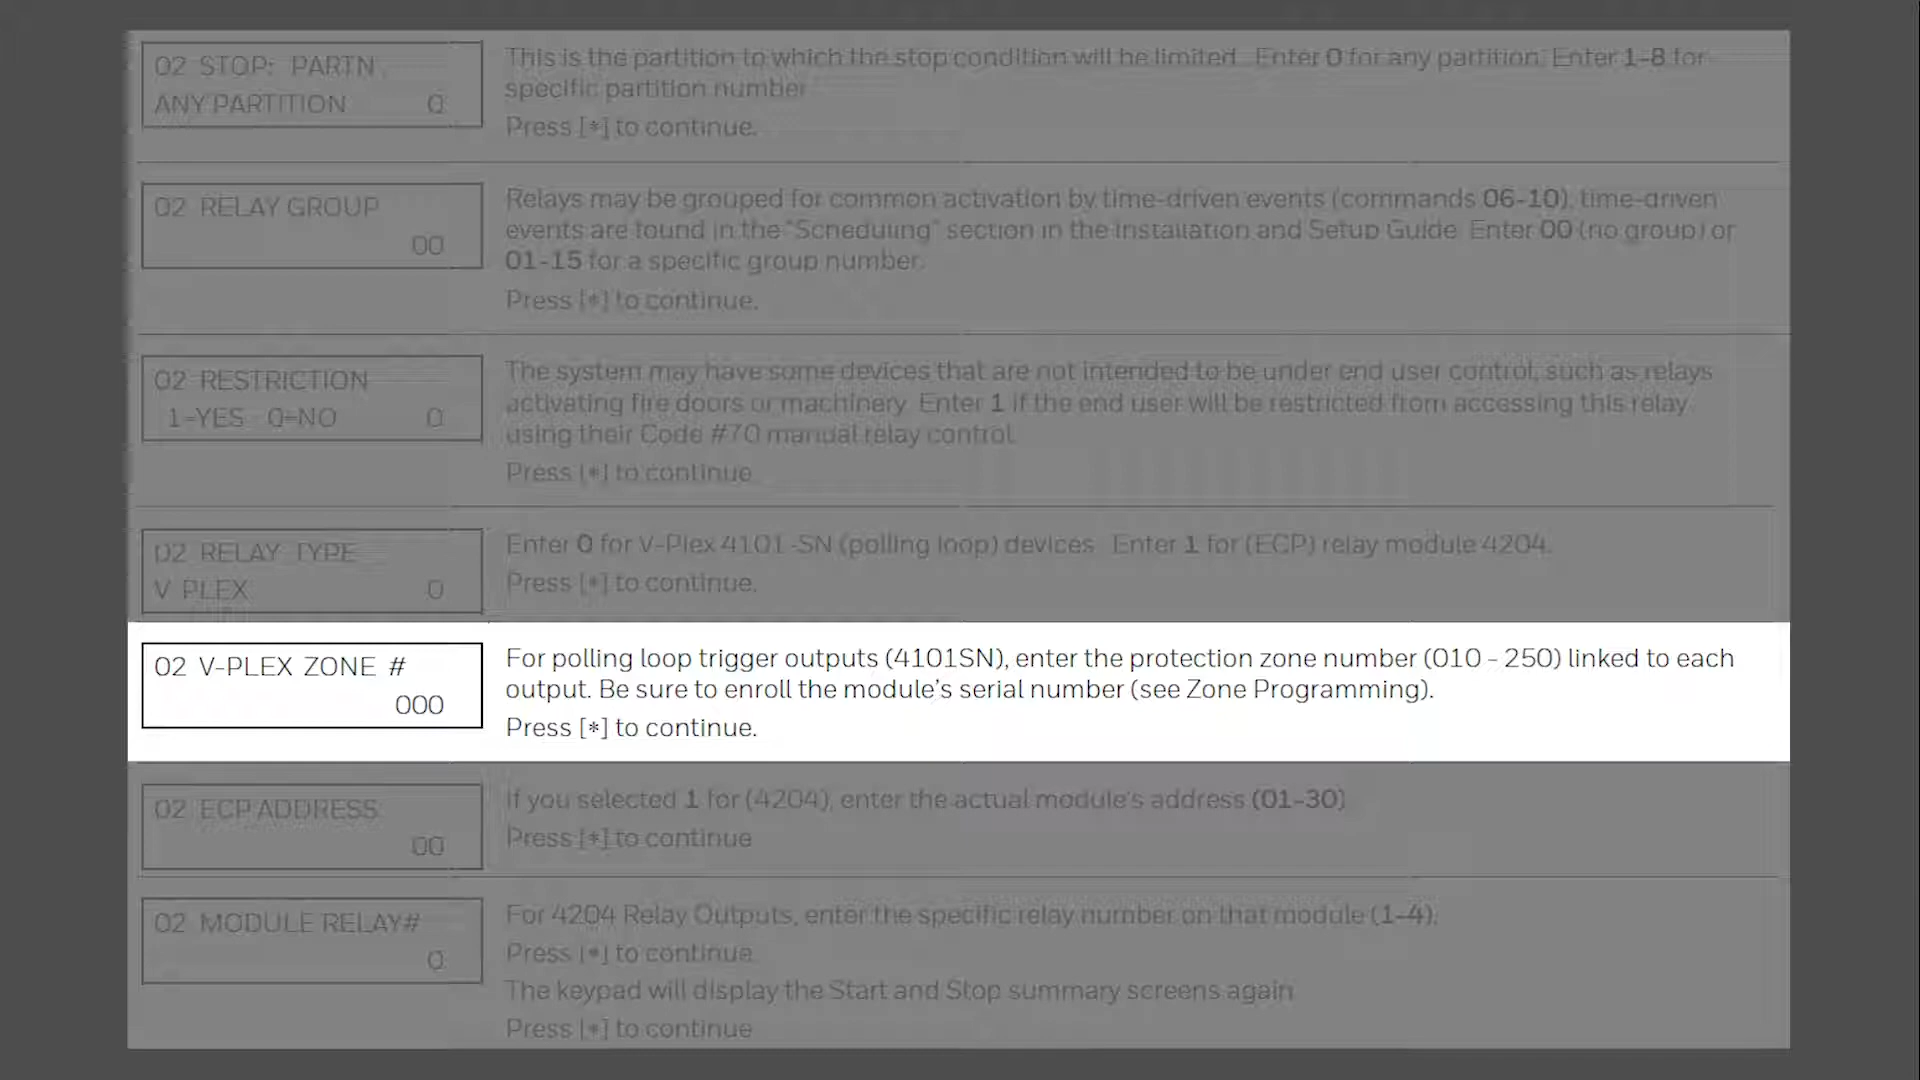 02 STOP: PARTN.
ANY PARTITION 0
This is the partition to which the stop condition will be limited. Enter 0 for any partition. Enter 1-8 for
specific partition number
Press [*] to continue.
02 RELAY GROUP
00
Relays may be grouped for common activation by time-driven events (commands 06-10), time-driven
events are found in the "Scheduling" section in the Installation and Setup Guide. Enter 00 (no group) or
01-15 for a specific group number.
Press [*] to continue.
02 RESTRICTION
1-YES 0-NO 0
The system may have some devices that are not intended to be under end user control, such as relays
activating fire doors or machinery. Enter 1 if the end user will be restricted from accessing this relay
using their Code #70 manual relay control.
Press [*] to continue
02 RELAY TYPE
V PLEX 0
Enter 0 for V-Plex 4101-SN (polling loop) devices. Enter 1 for (ECP) relay module 4204.
Press [*] to continue.
02 V-PLEX ZONE #
000
For polling loop trigger outputs (4101SN), enter the protection zone number (010 - 250) linked to each
output. Be sure to enroll the module's serial number (see Zone Programming).
Press [*] to continue.
02 ECP ADDRESS
00
If you selected 1 for (4204), enter the actual module's address (01-30)
Press [*] to continue
02 MODULE RELAY#
0
For 4204 Relay Outputs, enter the specific relay number on that module (1-4).
Press [*] to continue
The keypad will display the Start and Stop summary screens again
Press [*] to continue